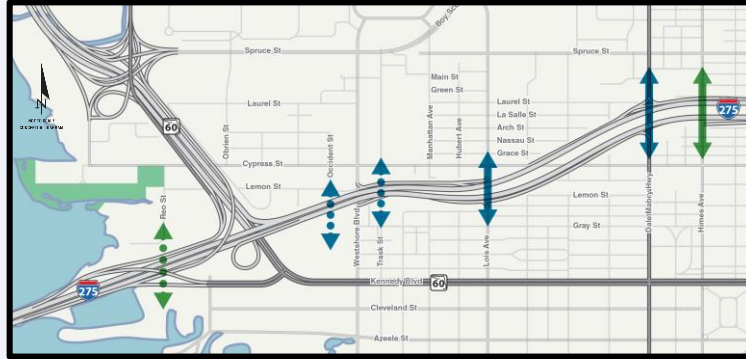 Spruce St
Spruce St
Boy Sco
Main St
Green St
Laurel St
Laurel St
La Salle St
Arch St
Nassau St
Grace St
60
275
Obrien St
Occident St
Manhattan Ave
Hubert Ave
Cypress St
Lemon St
Lemon St
Gray St
Reo St
Westshore Blvd
Trask St
Lois Ave
Dale Mabry Hwy
Himes Ave
275
Kennedy Blvd
60
Cleveland St
Azeele St
N